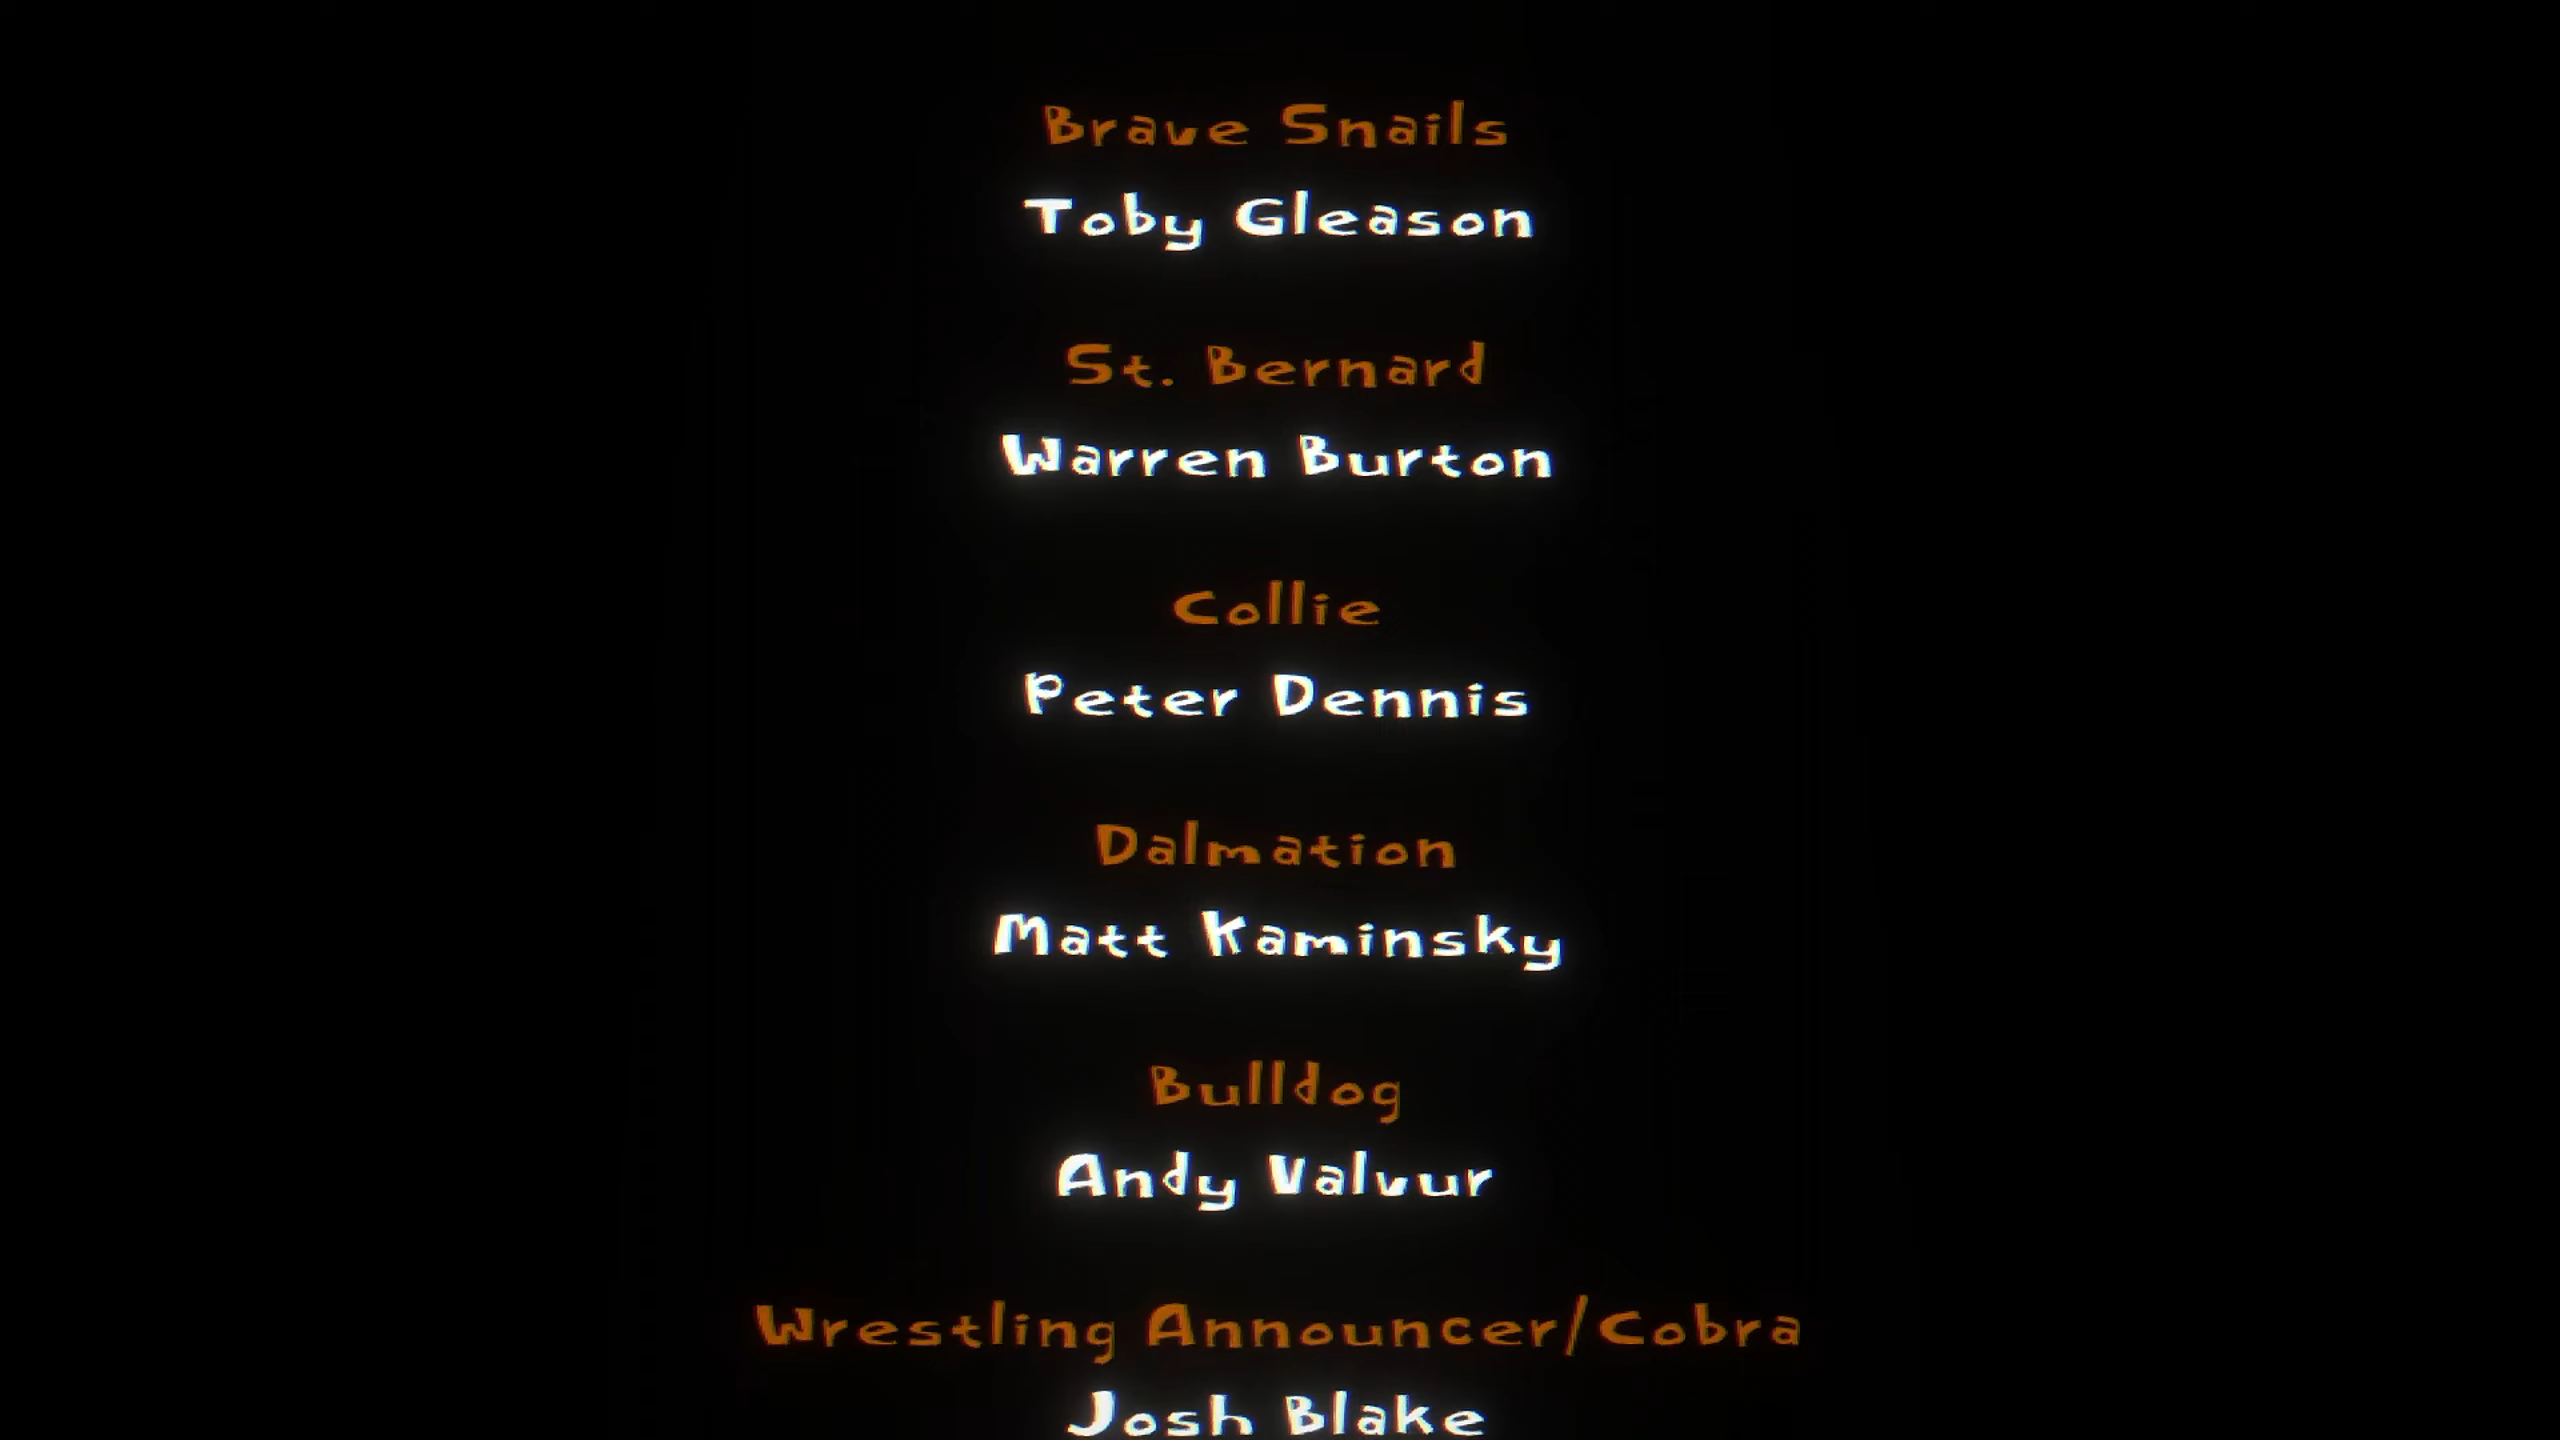 Brave Snails
Toby Gleason
St. Bernard
Warren Burton
Collie
Peter Dennis
Dalmation
Matt Kaminsky
Bulldog
Andy Valvur
Wrestling Announcer/Cobra
Josh Blake